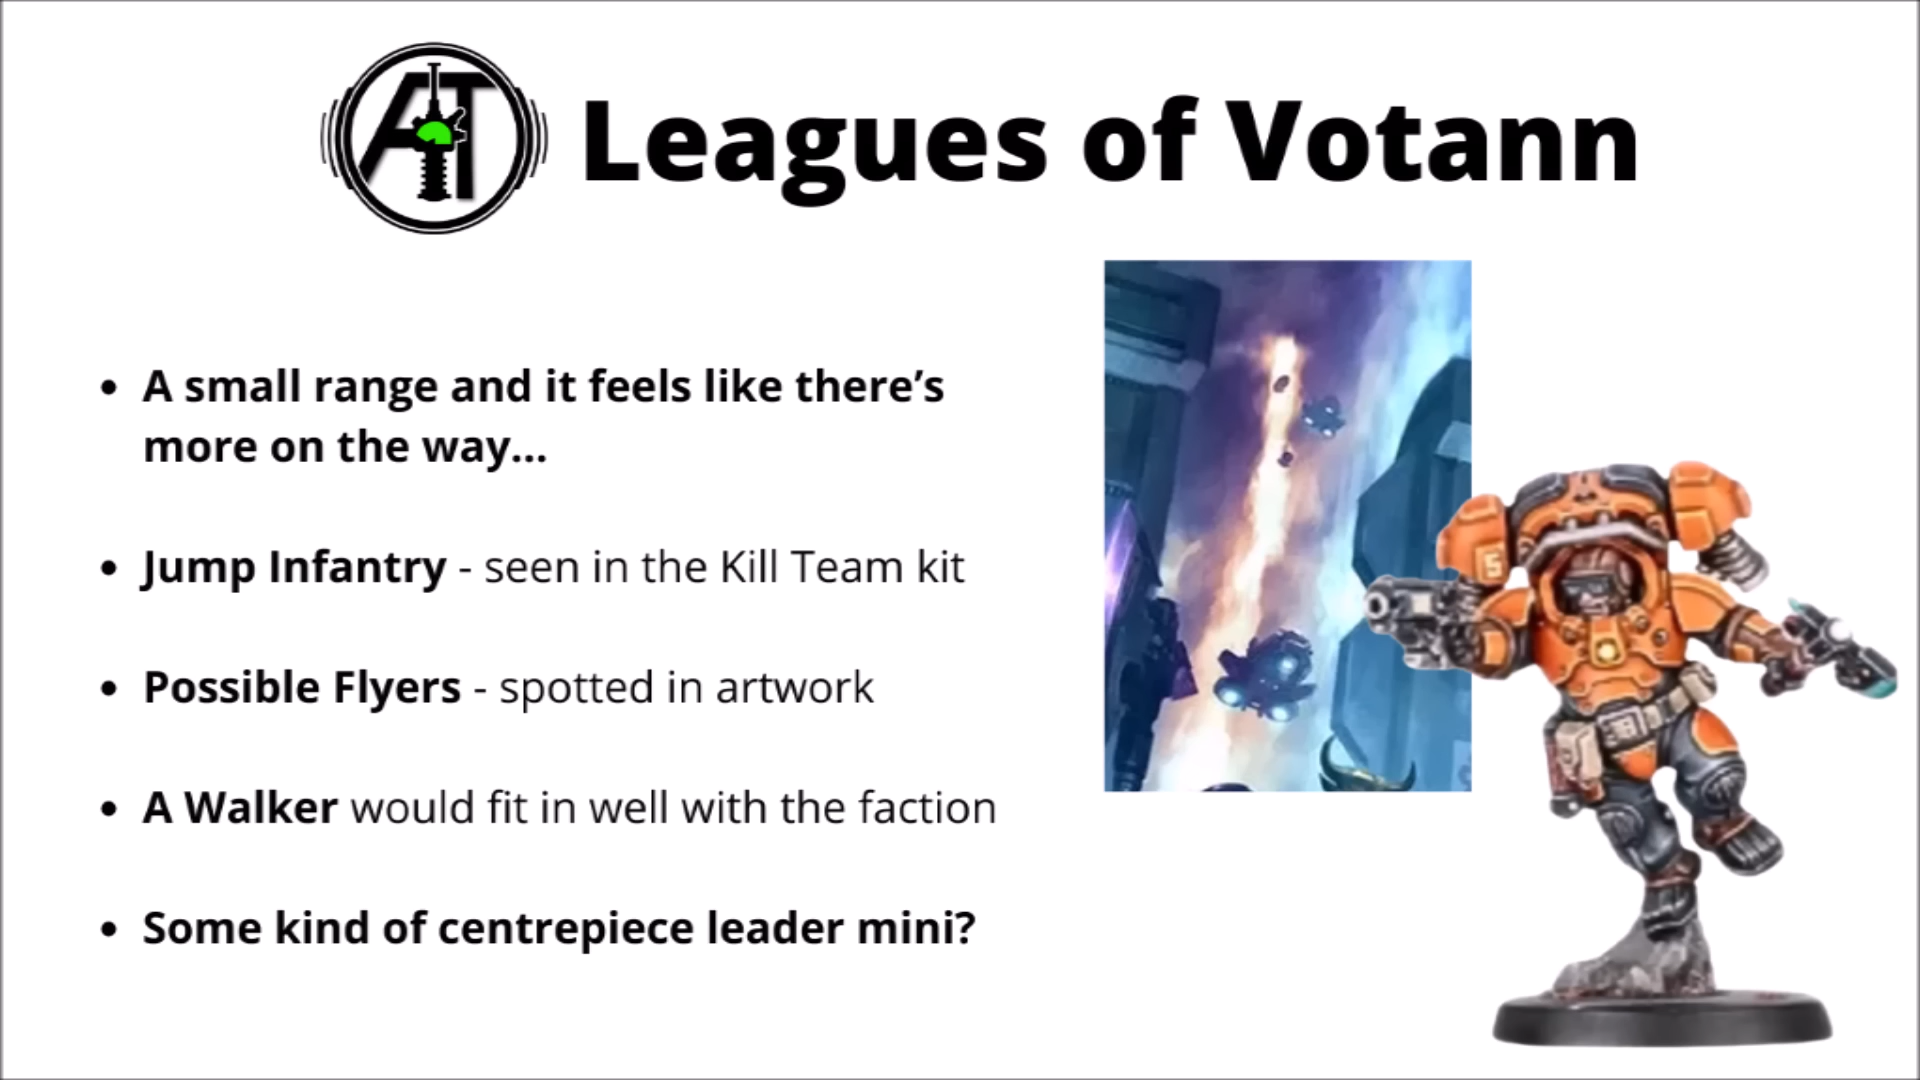 AT Leagues of Votann
• A small range and it feels like there's
more on the way...
• Jump Infantry - seen in the Kill Team kit
• Possible Flyers - spotted in artwork
• A Walker would fit in well with the faction
• Some kind of centrepiece leader mini?
5